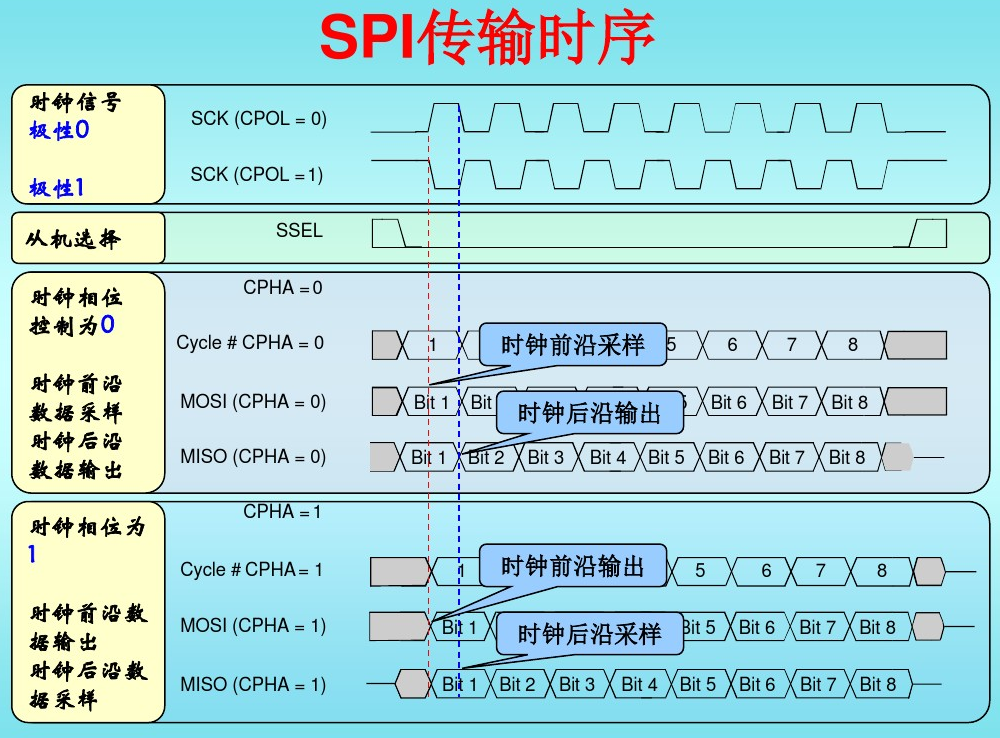 SPI传输时序
时钟信号
极性0
极性1
SCK (CPOL = 0)
SCK (CPOL = 1)
从机选择
SSEL
时钟相位
控制为0
时钟前沿
数据采样
时钟后沿
数据输出
CPHA = 0
Cycle # CPHA = 0
1
时钟前沿采样
5
6
7
8
MOSI (CPHA = 0)
Bit 1
Bit
时钟后沿输出
5
Bit 6
Bit 7
Bit 8
MISO (CPHA = 0)
Bit 1
Bit 2
Bit 3
Bit 4
Bit 5
Bit 6
Bit 7
Bit 8
时钟相位为
1
时钟前沿数
据输出
时钟后沿数
据采样
CPHA = 1
Cycle # CPHA = 1
1
时钟前沿输出
5
6
7
8
MOSI (CPHA = 1)
Bit 1
时钟后沿采样
Bit 5
Bit 6
Bit 7
Bit 8
MISO (CPHA = 1)
Bit 1
Bit 2
Bit 3
Bit 4
Bit 5
Bit 6
Bit 7
Bit 8